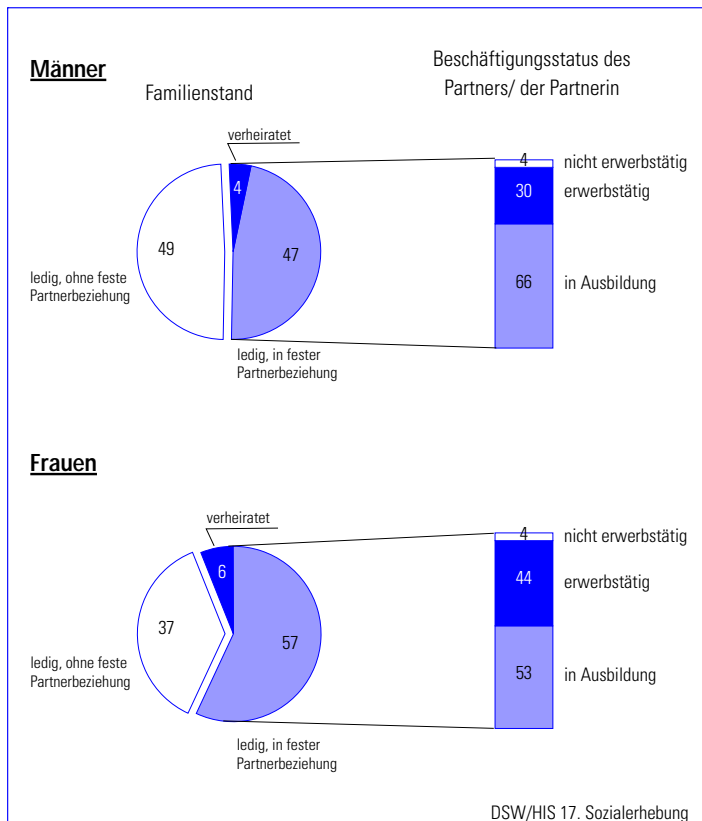 Männer
Familienstand
Beschäftigungsstatus des
Partners/ der Partnerin
verheiratet
4
49
47
ledig, ohne feste
Partnerbeziehung
ledig, in fester
Partnerbeziehung
4 nicht erwerbstätig
30 erwerbstätig
66 in Ausbildung
Frauen
verheiratet
6
37
57
ledig, ohne feste
Partnerbeziehung
ledig, in fester
Partnerbeziehung
4 nicht erwerbstätig
44 erwerbstätig
53 in Ausbildung
DSW/HIS 17. Sozialerhebung